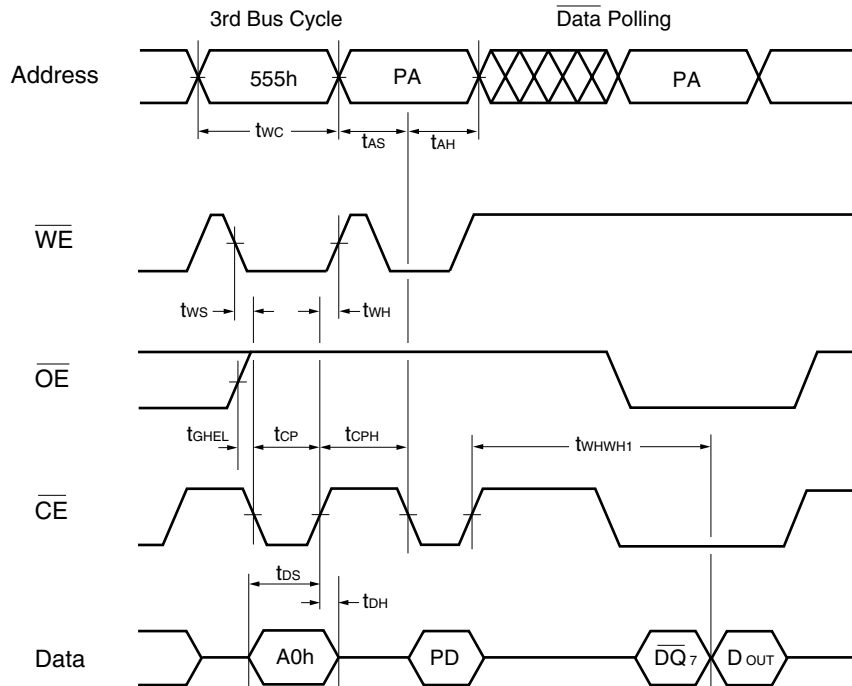 3rd Bus Cycle
Data Polling
Address
555h
PA
PA
tWC
tAS
tAH
WE
tWS
tWH
OE
tGHEL
tCP
tCPH
tWHWH1
CE
tDS
tDH
Data
A0h
PD
DQ7
DOUT